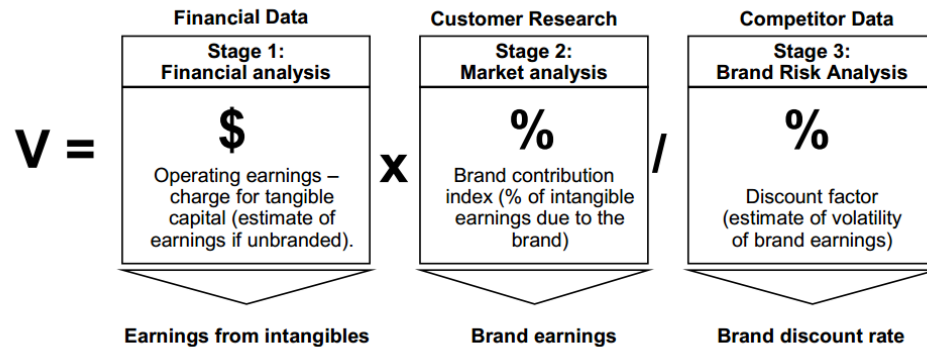 Financial Data
Customer Research
Competitor Data
Stage 1:
Financial analysis
Stage 2:
Market analysis
Stage 3:
Brand Risk Analysis
V =
$
Operating earnings –
charge for tangible
capital (estimate of
earnings if unbranded).
x
%
Brand contribution
index (% of intangible
earnings due to the
brand)
/
%
Discount factor
(estimate of volatility
of brand earnings)
Earnings from intangibles
Brand earnings
Brand discount rate